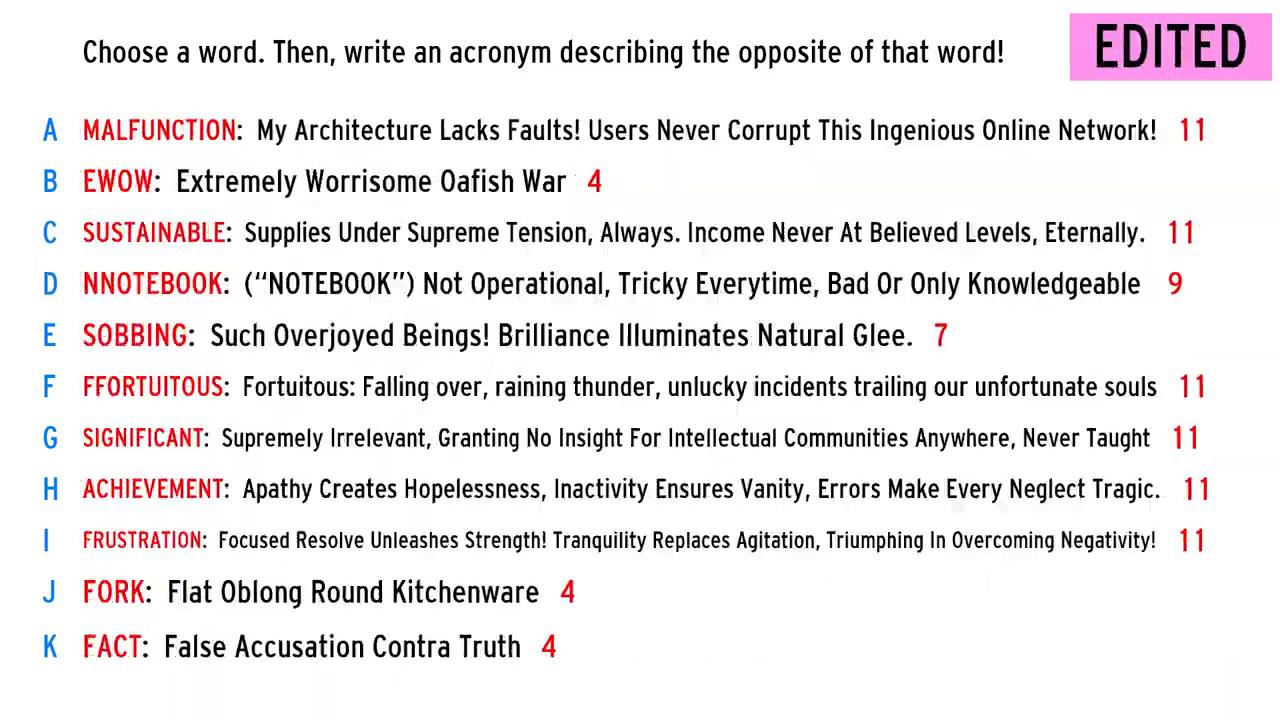 Choose a word. Then, write an acronym describing the opposite of that word!
EDITED
A MALFUNCTION: My Architecture Lacks Faults! Users Never Corrupt This Ingenious Online Network! 11
B EWOW: Extremely Worrisome Oafish War 4
C SUSTAINABLE: Supplies Under Supreme Tension, Always. Income Never At Believed Levels, Eternally. 11
D NNOTEBOOK: (“NOTEBOOK”) Not Operational, Tricky Everytime, Bad Or Only Knowledgeable 9
E SOBBING: Such Overjoyed Beings! Brilliance Illuminates Natural Glee. 7
F FFORTUITOUS: Fortuitous: Falling over, raining thunder, unlucky incidents trailing our unfortunate souls 11
G SIGNIFICANT: Supremely Irrelevant, Granting No Insight For Intellectual Communities Anywhere, Never Taught 11
H ACHIEVEMENT: Apathy Creates Hopelessness, Inactivity Ensures Vanity, Errors Make Every Neglect Tragic. 11
I FRUSTRATION: Focused Resolve Unleashes Strength! Tranquility Replaces Agitation, Triumphing In Overcoming Negativity! 11
J FORK: Flat Oblong Round Kitchenware 4
K FACT: False Accusation Contra Truth 4